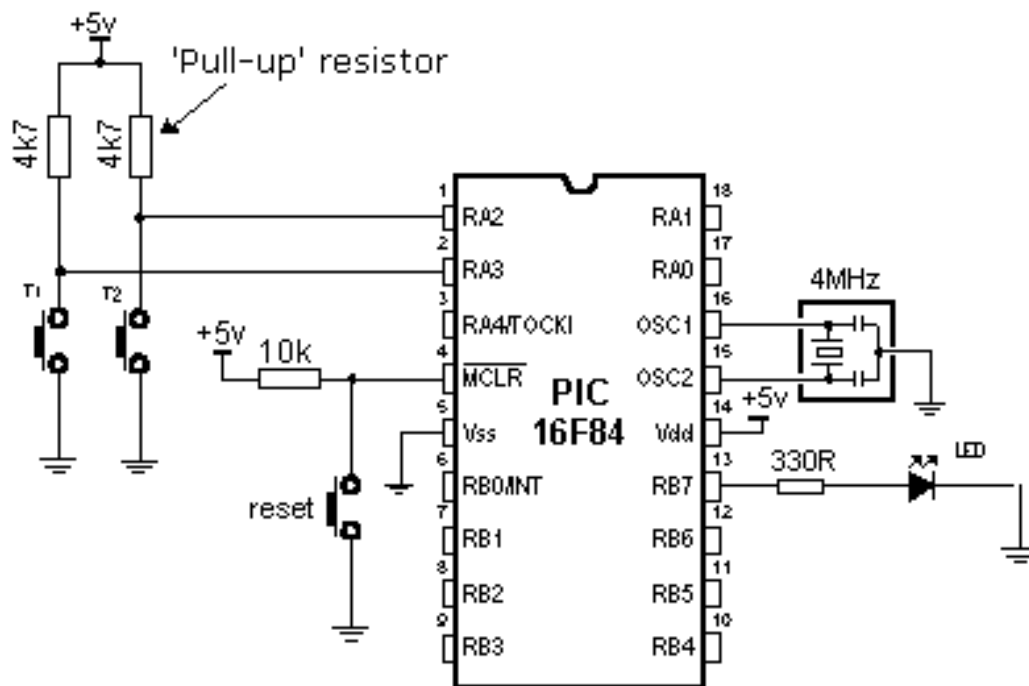 +5v
'Pull-up' resistor
4k7
4k7
T1
T2
+5v
10k
reset
1
RA2
2
RA3
3
RA4/TOCKI
4
MCLR
5
Vss
6
RB0/INT
7
RB1
8
RB2
9
RB3
PIC
16F84
18
RA1
17
RA0
16
OSC1
15
OSC2
14
Vdd
13
RB7
12
RB6
11
RB5
10
RB4
4MHz
+5v
330R
LED